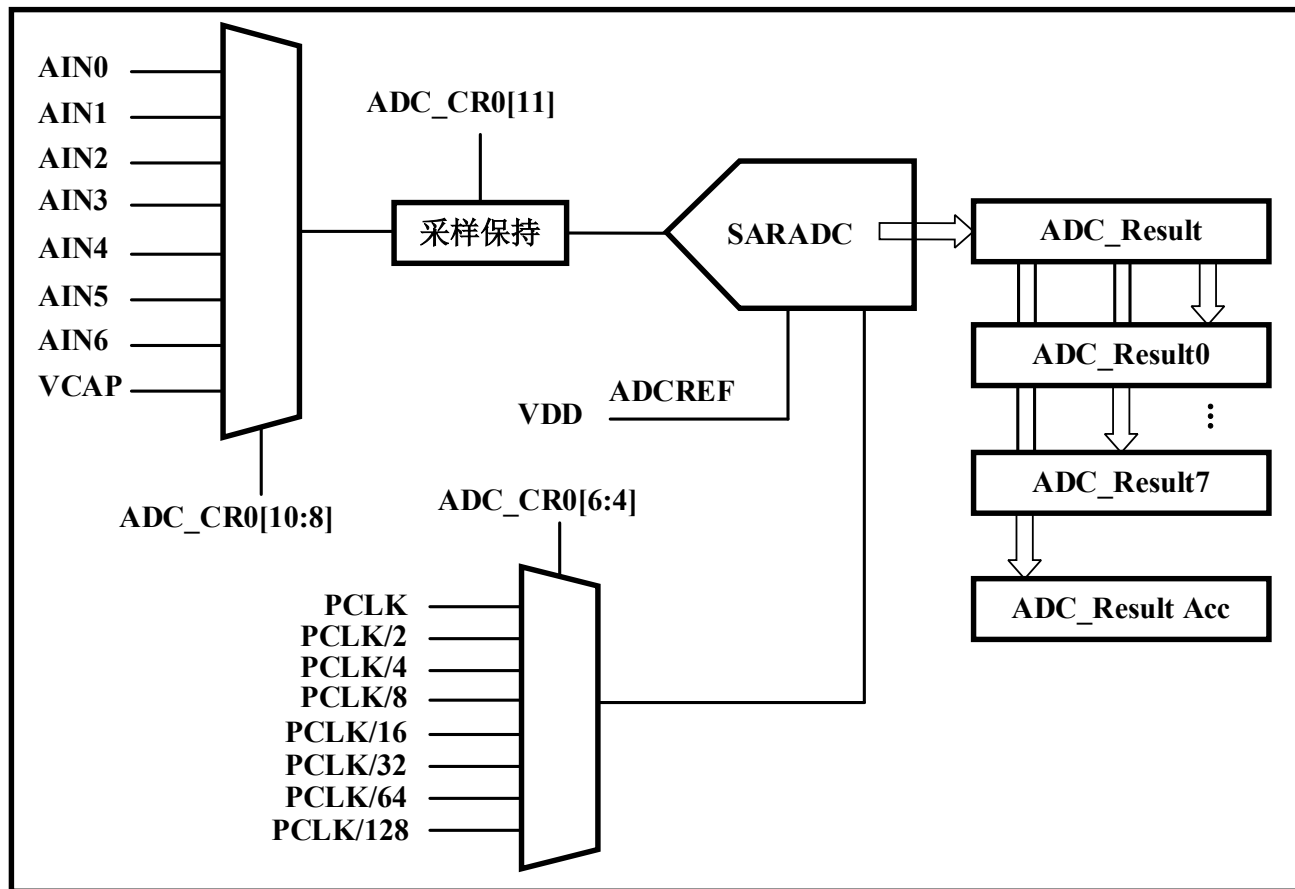 AIN0
AIN1
AIN2
AIN3
AIN4
AIN5
AIN6
VCAP
ADC_CR0[10:8]
ADC_CR0[11]
采样保持
SARADC
VDD
ADCREF
ADC_CR0[6:4]
PCLK
PCLK/2
PCLK/4
PCLK/8
PCLK/16
PCLK/32
PCLK/64
PCLK/128
ADC_Result
ADC_Result0
⋮
ADC_Result7
ADC_Result Acc